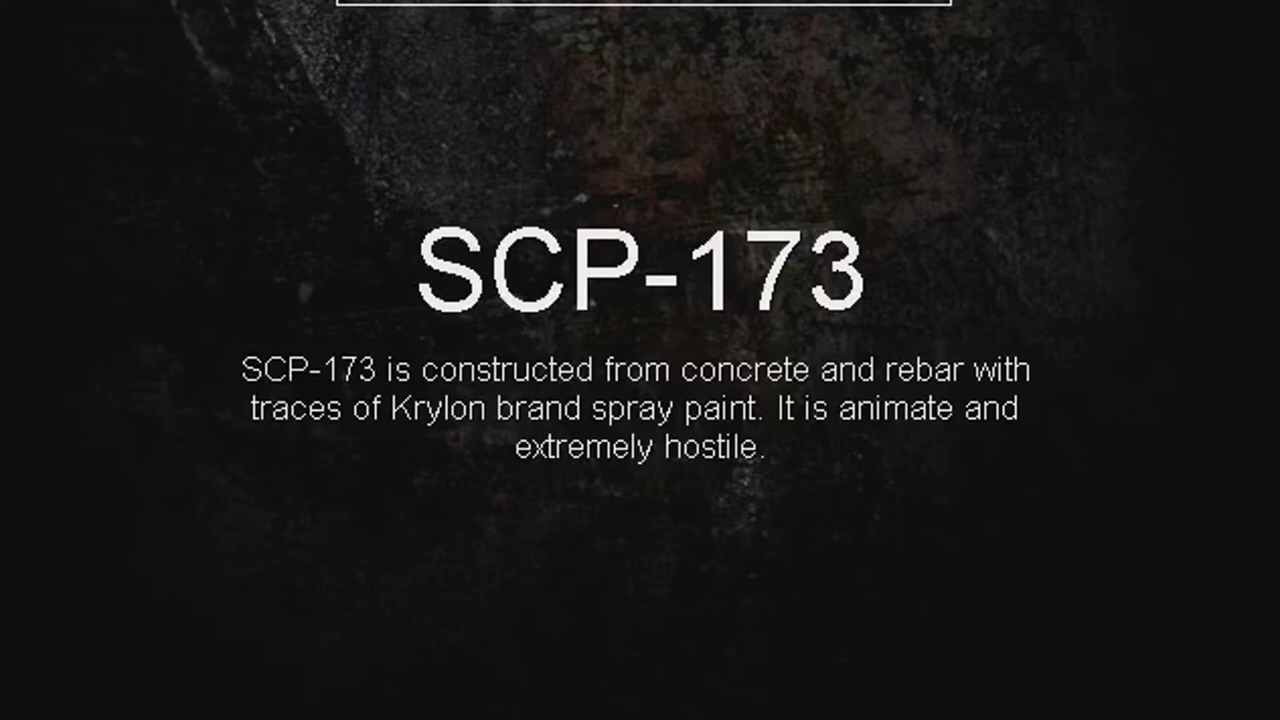 SCP-173
SCP-173 is constructed from concrete and rebar with
traces of Krylon brand spray paint. It is animate and
extremely hostile.